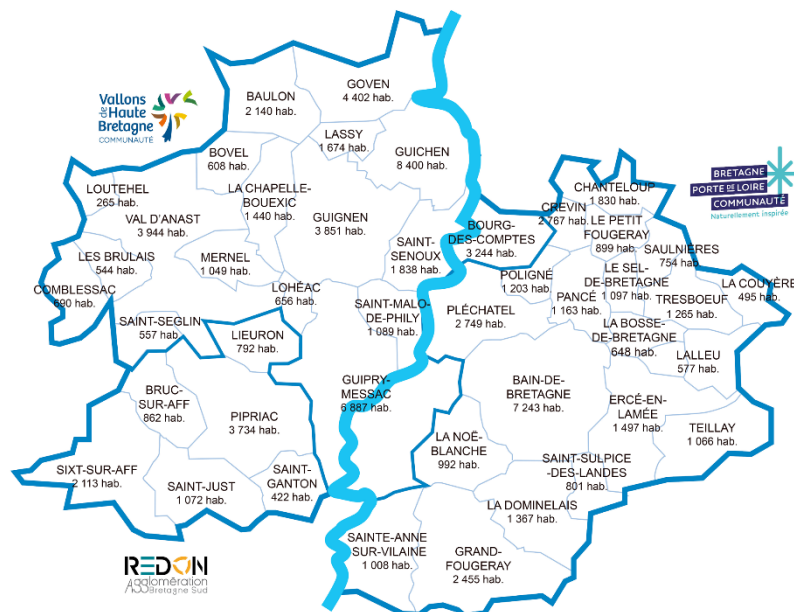 Vallons
de Haute
Bretagne
COMMUNAUTÉ
GOVEN
4 402 hab.
BAULON
2 140 hab.
LASSY
1 674 hab.
GUICHEN
8 400 hab.
BOVEL
608 hab.
LOUTEHEL
265 hab.
LA CHAPELLE-
BOUEXIC
1 440 hab.
VAL D'ANAST
3 944 hab.
GUIGNEN
3 851 hab.
LES BRULAIS
544 hab.
MERNEL
1 049 hab.
SAINT-
SENOUX
1 838 hab.
COMBLESSAC
690 hab.
LOHÉAC
656 hab.
SAINT-MALO-
DE-PHILY
1 089 hab.
SAINT-SEGLIN
557 hab.
LIEURON
792 hab.
GUIPRY-
MESSAC
6 887 hab.
BRUC-
SUR-AFF
862 hab.
PIPRIAC
3 734 hab.
SIXT-SUR-AFF
2 113 hab.
SAINT-JUST
1 072 hab.
SAINT-
GANTON
422 hab.
REDON
Agglomération
Bretagne Sud
BRETAGNE
PORTE DE LOIRE
COMMUNAUTÉ
Naturellement inspirée
CHANTELOUP
1 830 hab.
CREVIN
2 767 hab.
LE PETIT
FOUGERAY
899 hab.
BOURG-
DES-COMPTES
3 244 hab.
SAULNIÈRES
754 hab.
POLIGNÉ
1 203 hab.
LE SEL-
DE-BRETAGNE
1 097 hab.
LA COUYÈRE
495 hab.
PANCÉ
1 163 hab.
TRESBOEUF
1 265 hab.
PLÉCHATEL
2 749 hab.
LA BOSSE-
DE-BRETAGNE
648 hab.
LALLEU
577 hab.
BAIN-DE-
BRETAGNE
7 243 hab.
ERCÉ-EN-
LAMÉE
1 497 hab.
TEILLAY
1 066 hab.
LA NOË-
BLANCHE
992 hab.
SAINT-SULPICE
-DES-LANDES
801 hab.
LA DOMINELAIS
1 367 hab.
SAINTE-ANNE
SUR-VILAINE
1 008 hab.
GRAND-
FOUGERAY
2 455 hab.